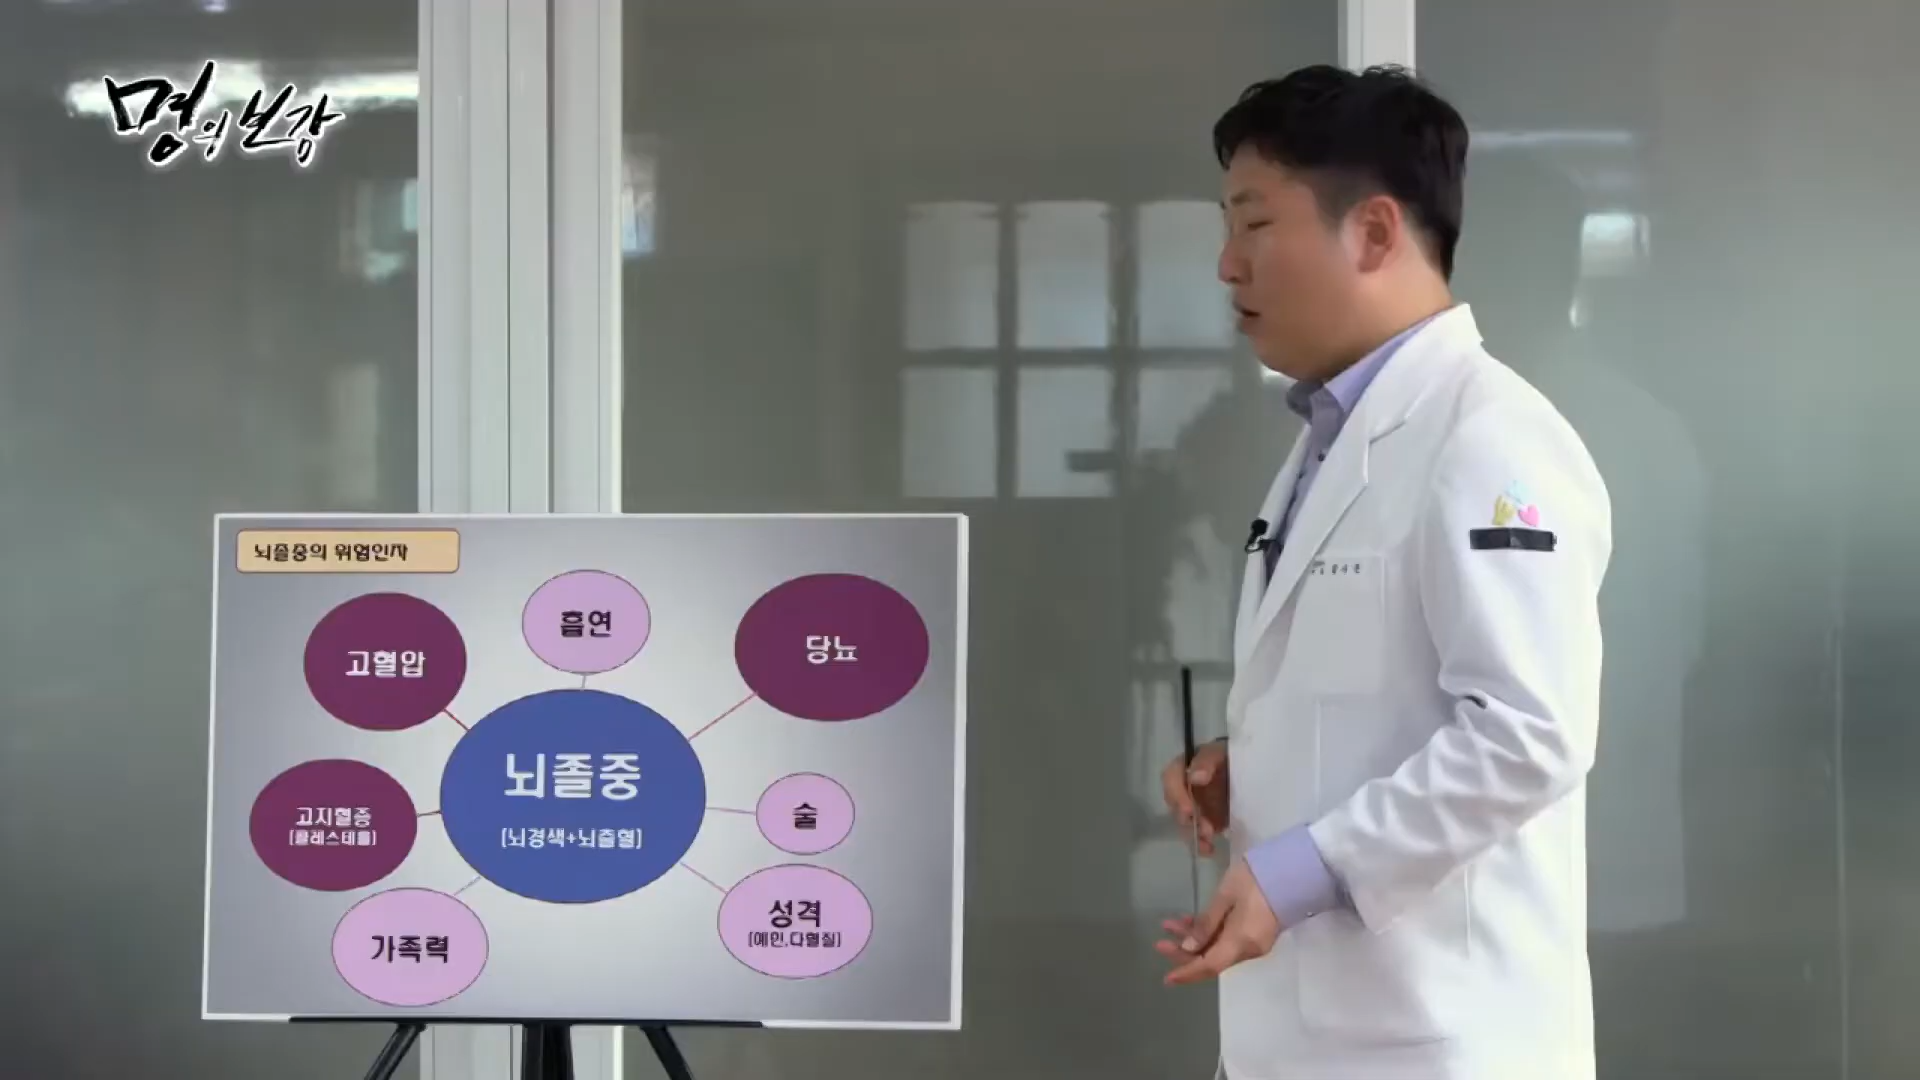 명의보감
뇌졸중의 위험인자
흡연
고혈압
당뇨
뇌졸중
(뇌경색+뇌출혈)
고지혈증
(콜레스테롤)
술
성격
(예민,다혈질)
가족력